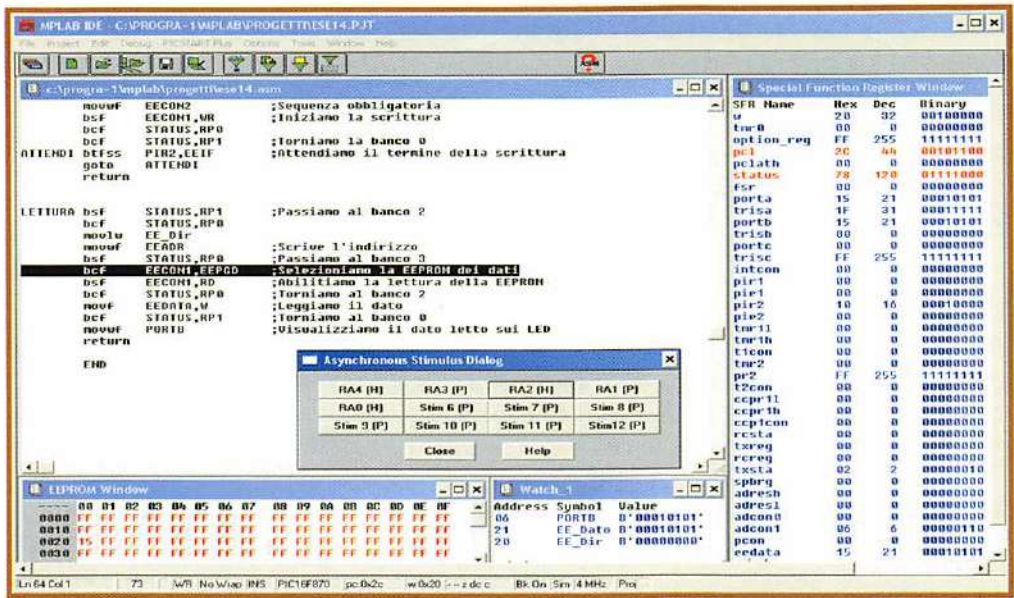 MPLAB IDE - C:\PROGRA~1\MPLAB\PROGETTI\ESE14.PJT
File Project Edit Debug PICSTART Plus Options Tools Window Help
c:\progra~1\mplab\progetti\ese14.asm
movwf EECON2 ;Sequenza obbligatoria
bsf EECON1,WR ;Iniziamo la scrittura
bcf STATUS,RP0
bcf STATUS,RP1 ;Torniamo la banco 0
ATTENDI btfss PIR2,EEIF ;Attendiamo il termine della scrittura
goto ATTENDI
return
LETTURA bsf STATUS,RP1 ;Passiamo al banco 2
bcf STATUS,RP0
movlw EE_Dir
movwf EEADR ;Scrive l'indirizzo
bsf STATUS,RP0 ;Passiamo al banco 3
bcf EECON1,EEPGD ;Selezioniamo la EEPROM dei dati
bsf EECON1,RD ;Abilitiamo la lettura della EEPROM
bcf STATUS,RP0 ;Torniamo al banco 2
movf EEDATA,W ;Leggiamo il dato
bcf STATUS,RP1 ;Torniamo al banco 0
movwf PORTB ;Visualizziamo il dato letto sui LED
return
END
Asynchronous Stimulus Dialog
RA4 (H) RA3 (P) RA2 (H) RA1 (P)
RA0 (H) Stim 6 (P) Stim 7 (P) Stim 8 (P)
Stim 9 (P) Stim 10 (P) Stim 11 (P) Stim12 (P)
Close Help
Special Function Register Window
SFR Name Hex Dec Binary
w 20 32 00100000
tmr0 00 0 00000000
option_reg FF 255 11111111
pcl 2C 44 00101100
pclath 00 0 00000000
status 78 120 01111000
fsr 00 0 00000000
porta 15 21 00010101
trisa 1F 31 00011111
portb 15 21 00010101
trisb 00 0 00000000
portc 00 0 00000000
trisc FF 255 11111111
intcon 00 0 00000000
pir1 00 0 00000000
pie1 00 0 00000000
pir2 10 16 00010000
pie2 00 0 00000000
tmr1l 00 0 00000000
tmr1h 00 0 00000000
t1con 00 0 00000000
tmr2 00 0 00000000
pr2 FF 255 11111111
t2con 00 0 00000000
ccpr1l 00 0 00000000
ccpr1h 00 0 00000000
ccp1con 00 0 00000000
rcsta 00 0 00000000
txreg 00 0 00000000
rcreg 00 0 00000000
txsta 02 2 00000010
spbrg 00 0 00000000
adresh 00 0 00000000
adresl 00 0 00000000
adcon0 00 0 00000000
adcon1 06 6 00000110
pcon 00 0 00000000
eedata 15 21 00010101
EEPROM Window
---- 00 01 02 03 04 05 06 07 08 09 0A 0B 0C 0D 0E 0F
0000 FF FF FF FF FF FF FF FF FF FF FF FF FF FF FF FF
0010 FF FF FF FF FF FF FF FF FF FF FF FF FF FF FF FF
0020 15 FF FF FF FF FF FF FF FF FF FF FF FF FF FF FF
0030 FF FF FF FF FF FF FF FF FF FF FF FF FF FF FF FF
Watch_1
Address Symbol Value
06 PORTB B'00010101'
21 EE_Dato B'00010101'
20 EE_Dir B'00000000'
Ln 64 Col 1 73 WR No Wrap INS PIC16F870 pc:0x2c w:0x20 -- z dc c Bk On Sim 4 MHz Proj